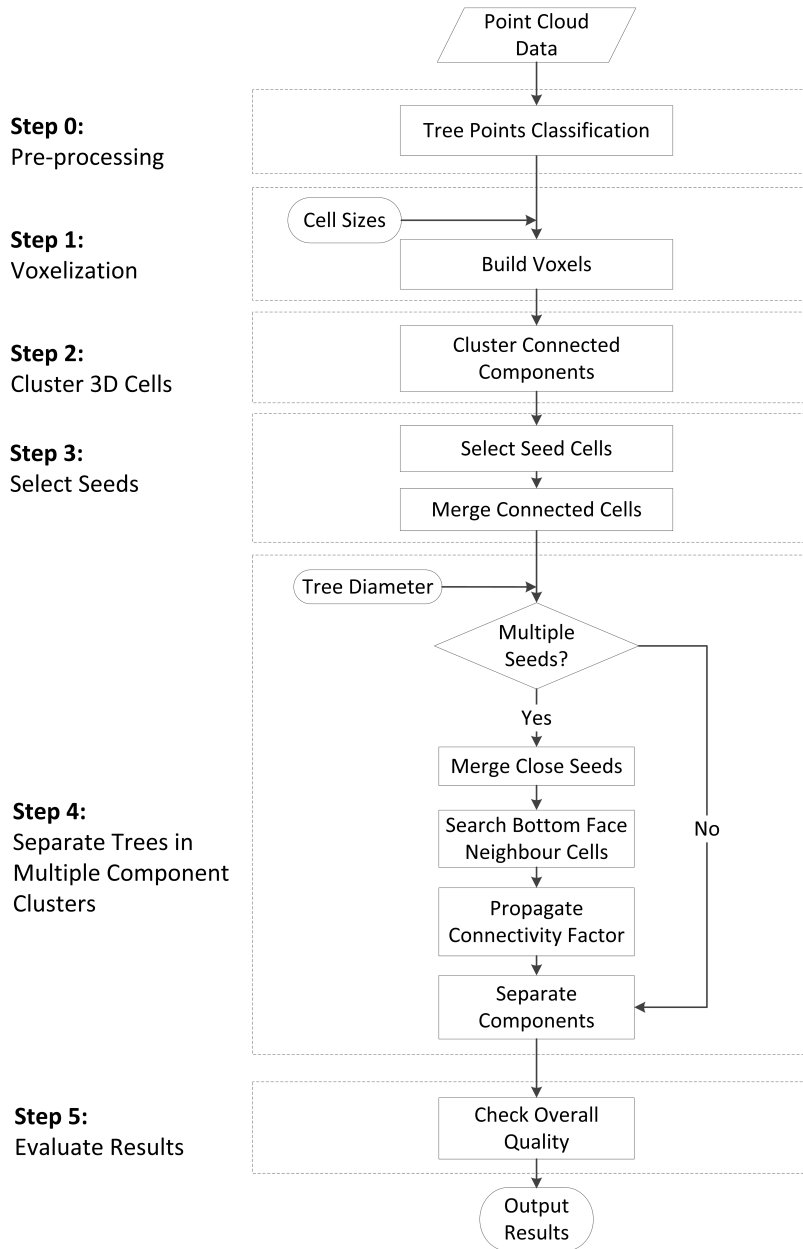 Point Cloud
Data
Step 0:
Pre-processing
Tree Points Classification
Step 1:
Voxelization
Cell Sizes
Build Voxels
Step 2:
Cluster 3D Cells
Cluster Connected
Components
Step 3:
Select Seeds
Select Seed Cells
Merge Connected Cells
Step 4:
Separate Trees in
Multiple Component
Clusters
Tree Diameter
Multiple
Seeds?
Yes
No
Merge Close Seeds
Search Bottom Face
Neighbour Cells
Propagate
Connectivity Factor
Separate
Components
Step 5:
Evaluate Results
Check Overall
Quality
Output
Results